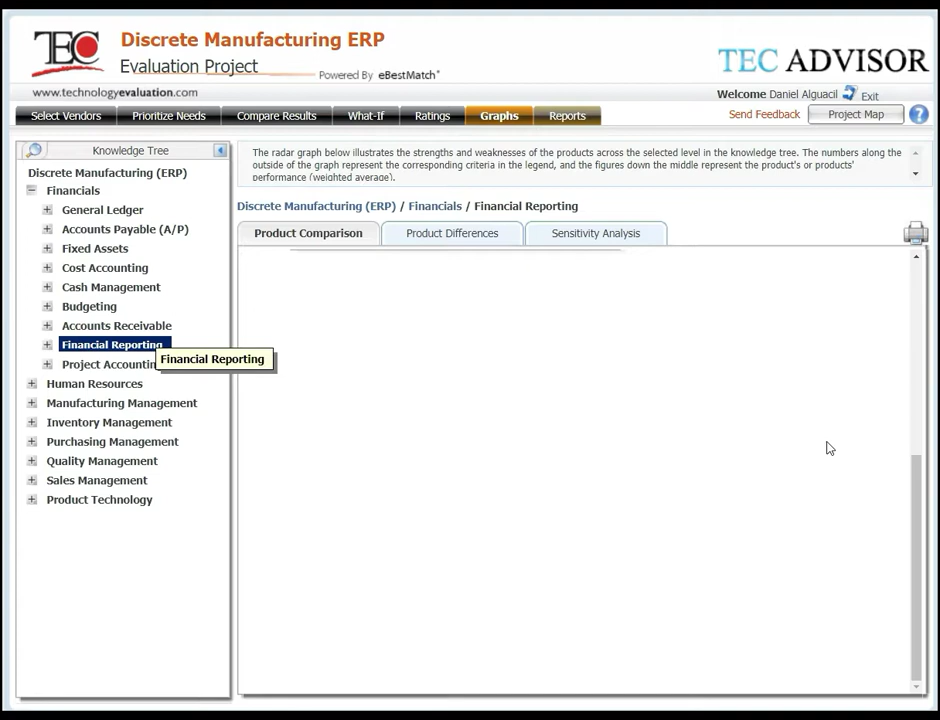 TEC
Discrete Manufacturing ERP
Evaluation Project
Powered By eBestMatch
www.technologyevaluation.com
TEC ADVISOR
Welcome Daniel Alguacil Exit
Select Vendors Prioritize Needs Compare Results What-If Ratings Graphs Reports
Send Feedback Project Map ?
Knowledge Tree
Discrete Manufacturing (ERP)
Financials
General Ledger
Accounts Payable (A/P)
Fixed Assets
Cost Accounting
Cash Management
Budgeting
Accounts Receivable
Financial Reporting
Financial Reporting
Project Accountin
Human Resources
Manufacturing Management
Inventory Management
Purchasing Management
Quality Management
Sales Management
Product Technology
The radar graph below illustrates the strengths and weaknesses of the products across the selected level in the knowledge tree. The numbers along the
outside of the graph represent the corresponding criteria in the legend, and the figures down the middle represent the product's or products'
performance (weighted average).
Discrete Manufacturing (ERP) / Financials / Financial Reporting
Product Comparison Product Differences Sensitivity Analysis